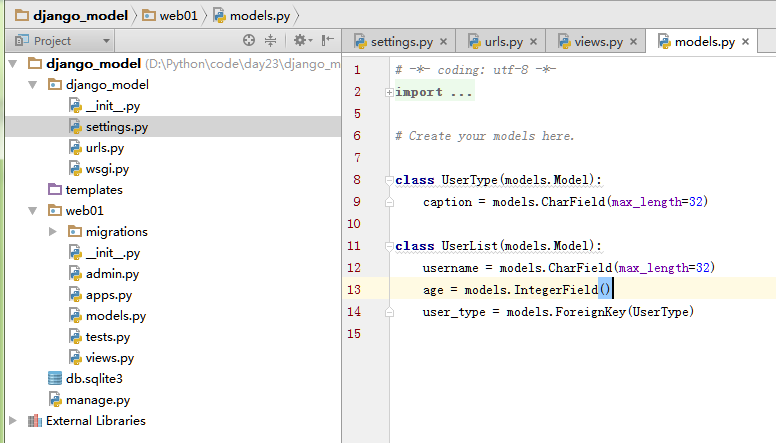 django_model web01 models.py
Project settings.py urls.py views.py models.py
django_model (D:\Python\code\day23\django_m
django_model
__init__.py
settings.py
urls.py
wsgi.py
templates
web01
migrations
__init__.py
admin.py
apps.py
models.py
tests.py
views.py
db.sqlite3
manage.py
External Libraries
1 # -*- coding: utf-8 -*-
2 import ...
5
6 # Create your models here.
7
8 class UserType(models.Model):
9 caption = models.CharField(max_length=32)
10
11 class UserList(models.Model):
12 username = models.CharField(max_length=32)
13 age = models.IntegerField()
14 user_type = models.ForeignKey(UserType)
15